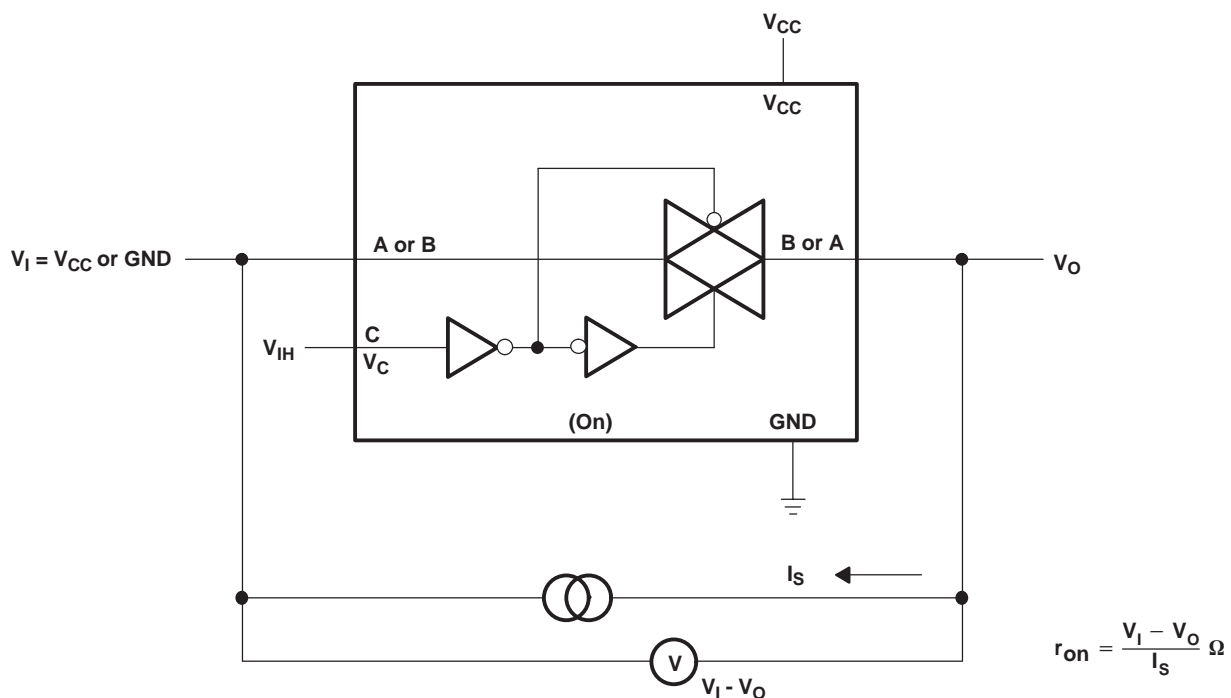 VCC
VCC
A or B
B or A
VI = VCC or GND
VO
C
VIH
VC
(On)
GND
IS
V
VI - VO
ron = VI − VO / IS Ω